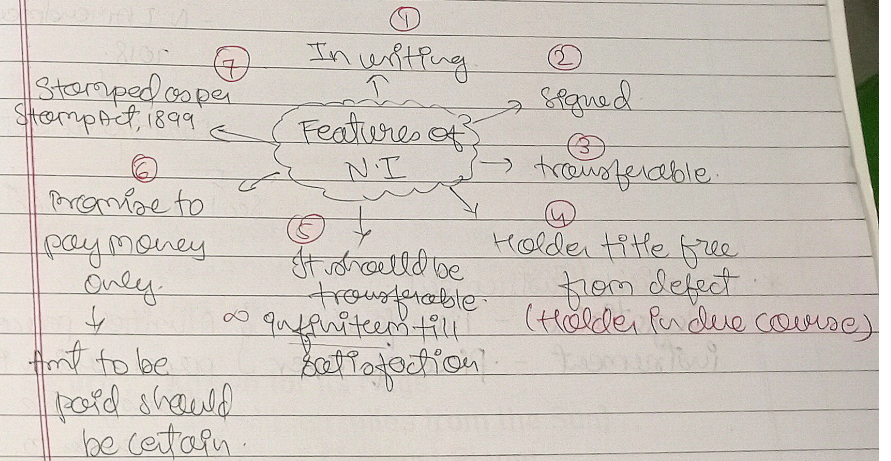 1
In writing
2
Signed
3
transferable.
4
Holder title free
from defect.
(Holder in due course)
5
It should be
transferable.
∞ infinitum till
satisfaction
6
Promise to
pay money
only.
Amt to be
paid should
be certain.
7
Stamped as per
Stamp Act, 1899
Features of
N.I